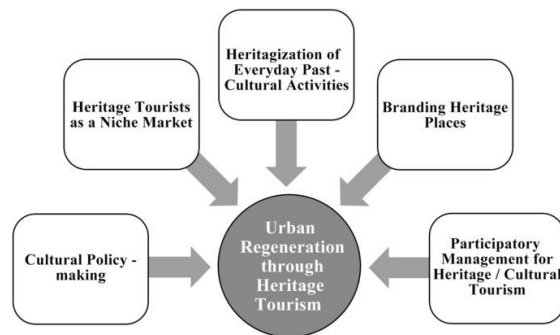 Heritagization of
Everyday Past -
Cultural Activities
Heritage Tourists
as a Niche Market
Branding Heritage
Places
Cultural Policy -
making
Urban
Regeneration
through
Heritage
Tourism
Participatory
Management for
Heritage / Cultural
Tourism